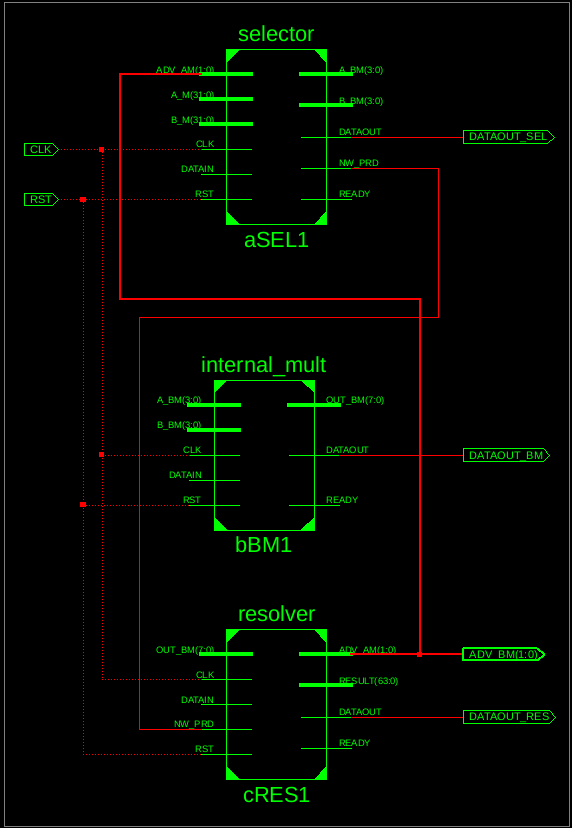 selector
ADV_AM(1:0)
A_BM(3:0)
A_M(31:0)
B_BM(3:0)
B_M(31:0)
DATAOUT
DATAOUT_SEL
CLK
CLK
NW_PRD
DATAIN
RST
RST
READY
aSEL1
internal_mult
A_BM(3:0)
OUT_BM(7:0)
B_BM(3:0)
CLK
DATAOUT
DATAOUT_BM
DATAIN
RST
READY
bBM1
resolver
OUT_BM(7:0)
ADV_AM(1:0)
ADV_BM(1:0)
CLK
RESULT(63:0)
DATAIN
DATAOUT
DATAOUT_RES
NW_PRD
RST
READY
cRES1